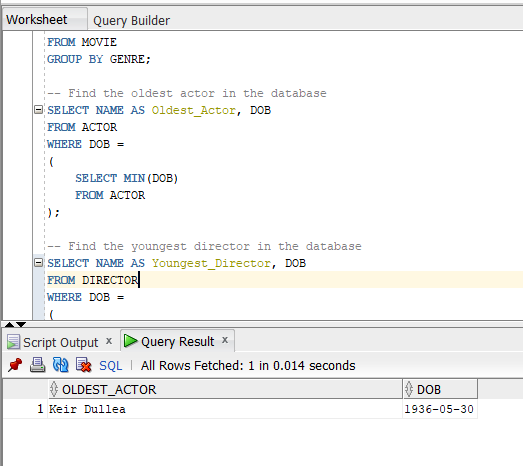 Worksheet Query Builder
FROM MOVIE
GROUP BY GENRE;
-- Find the oldest actor in the database
SELECT NAME AS Oldest_Actor, DOB
FROM ACTOR
WHERE DOB =
(
SELECT MIN(DOB)
FROM ACTOR
);
-- Find the youngest director in the database
SELECT NAME AS Youngest_Director, DOB
FROM DIRECTOR
WHERE DOB =
(
Script Output x Query Result x
SQL | All Rows Fetched: 1 in 0.014 seconds
OLDEST_ACTOR DOB
1 Keir Dullea 1936-05-30